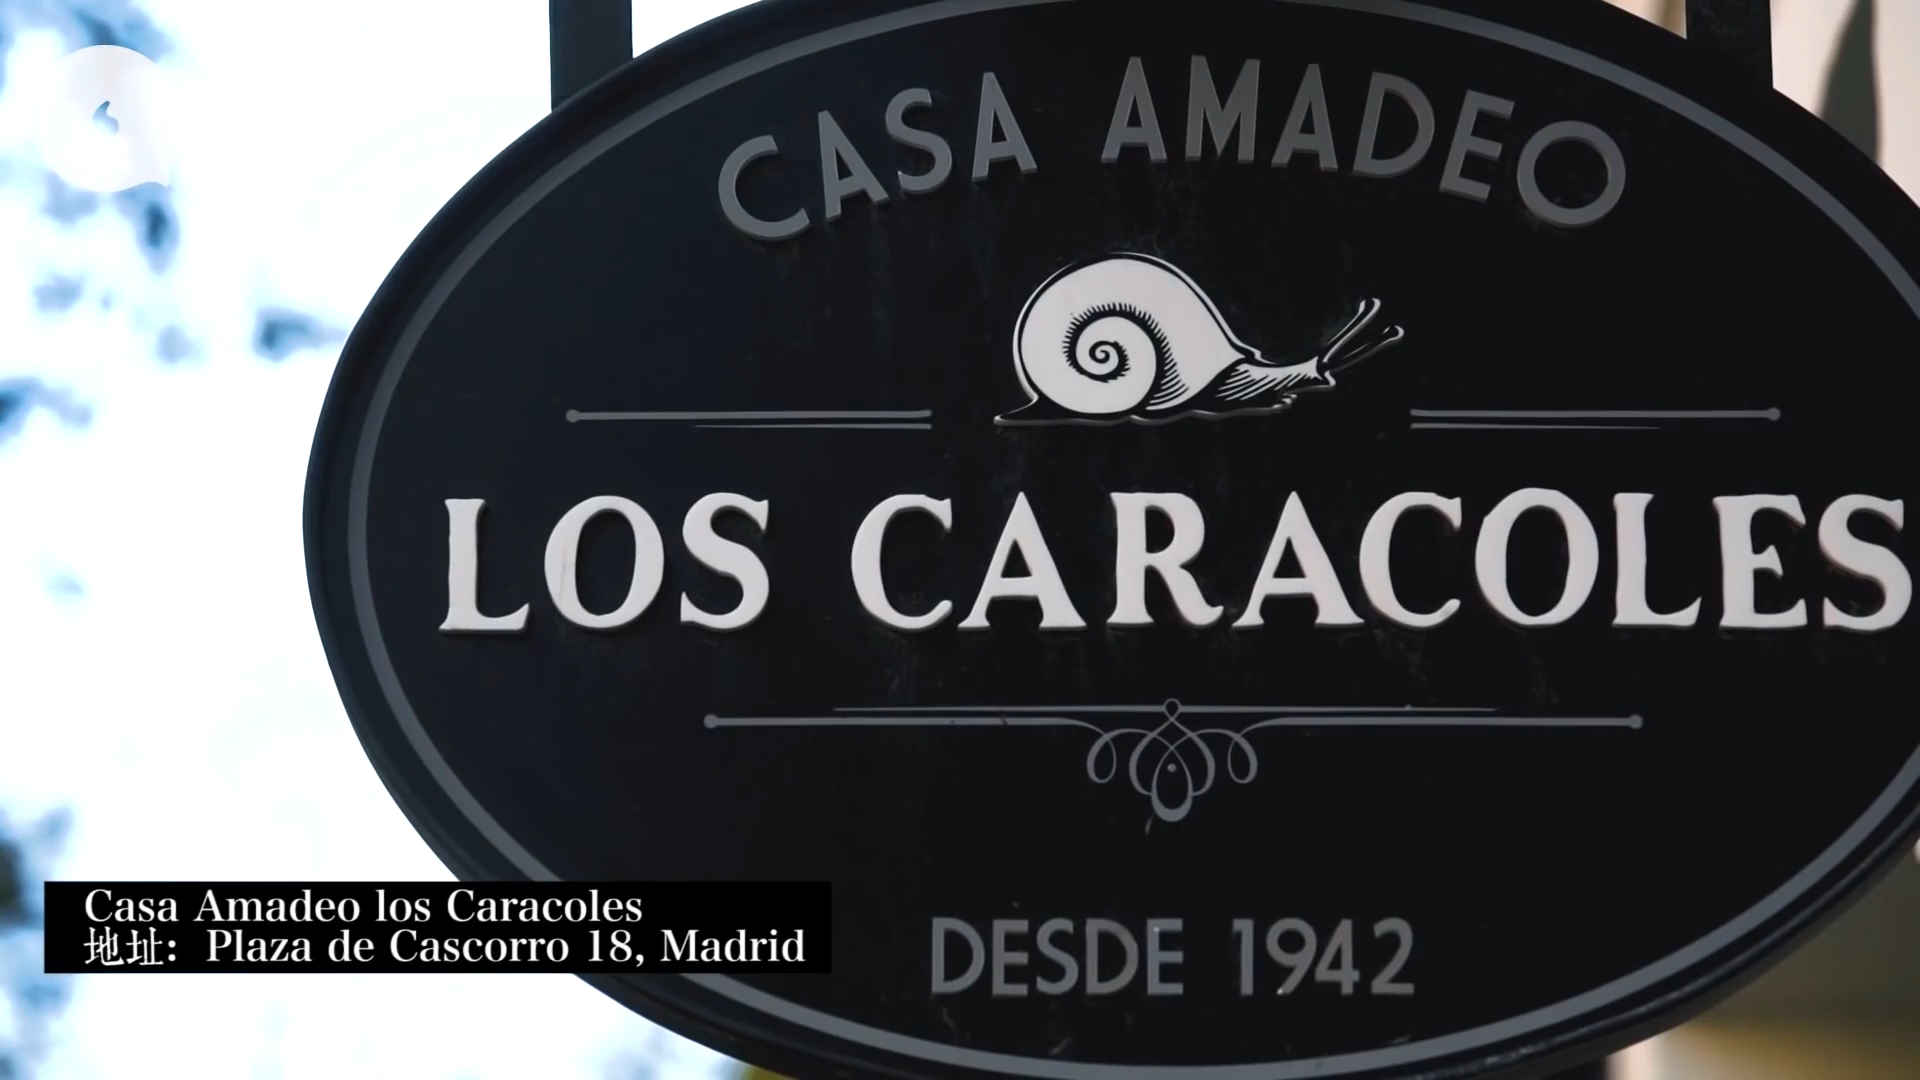 CASA AMADEO
LOS CARACOLES
DESDE 1942
Casa Amadeo los Caracoles
地址: Plaza de Cascorro 18, Madrid